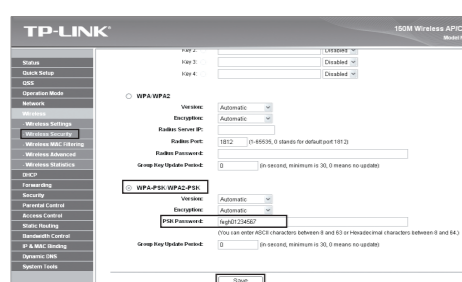 TP-LINK®
150M Wireless AP/C
Model
Status
Quick Setup
QSS
Operation Mode
Network
Wireless
- Wireless Settings
- Wireless Security
- Wireless MAC Filtering
- Wireless Advanced
- Wireless Statistics
DHCP
Forwarding
Security
Parental Control
Access Control
Static Routing
Bandwidth Control
IP & MAC Binding
Dynamic DNS
System Tools
Key 2: Disabled
Key 3: Disabled
Key 4: Disabled
WPA/WPA2
Version: Automatic
Encryption: Automatic
Radius Server IP:
Radius Port: 1812 (1-65535, 0 stands for default port 1812)
Radius Password:
Group Key Update Period: 0 (in second, minimum is 30, 0 means no update)
WPA-PSK/WPA2-PSK
Version: Automatic
Encryption: Automatic
PSK Password:
(You can enter ASCII characters between 8 and 63 or Hexadecimal characters between 8 and 64.)
Group Key Update Period: 0 (in second, minimum is 30, 0 means no update)
Save